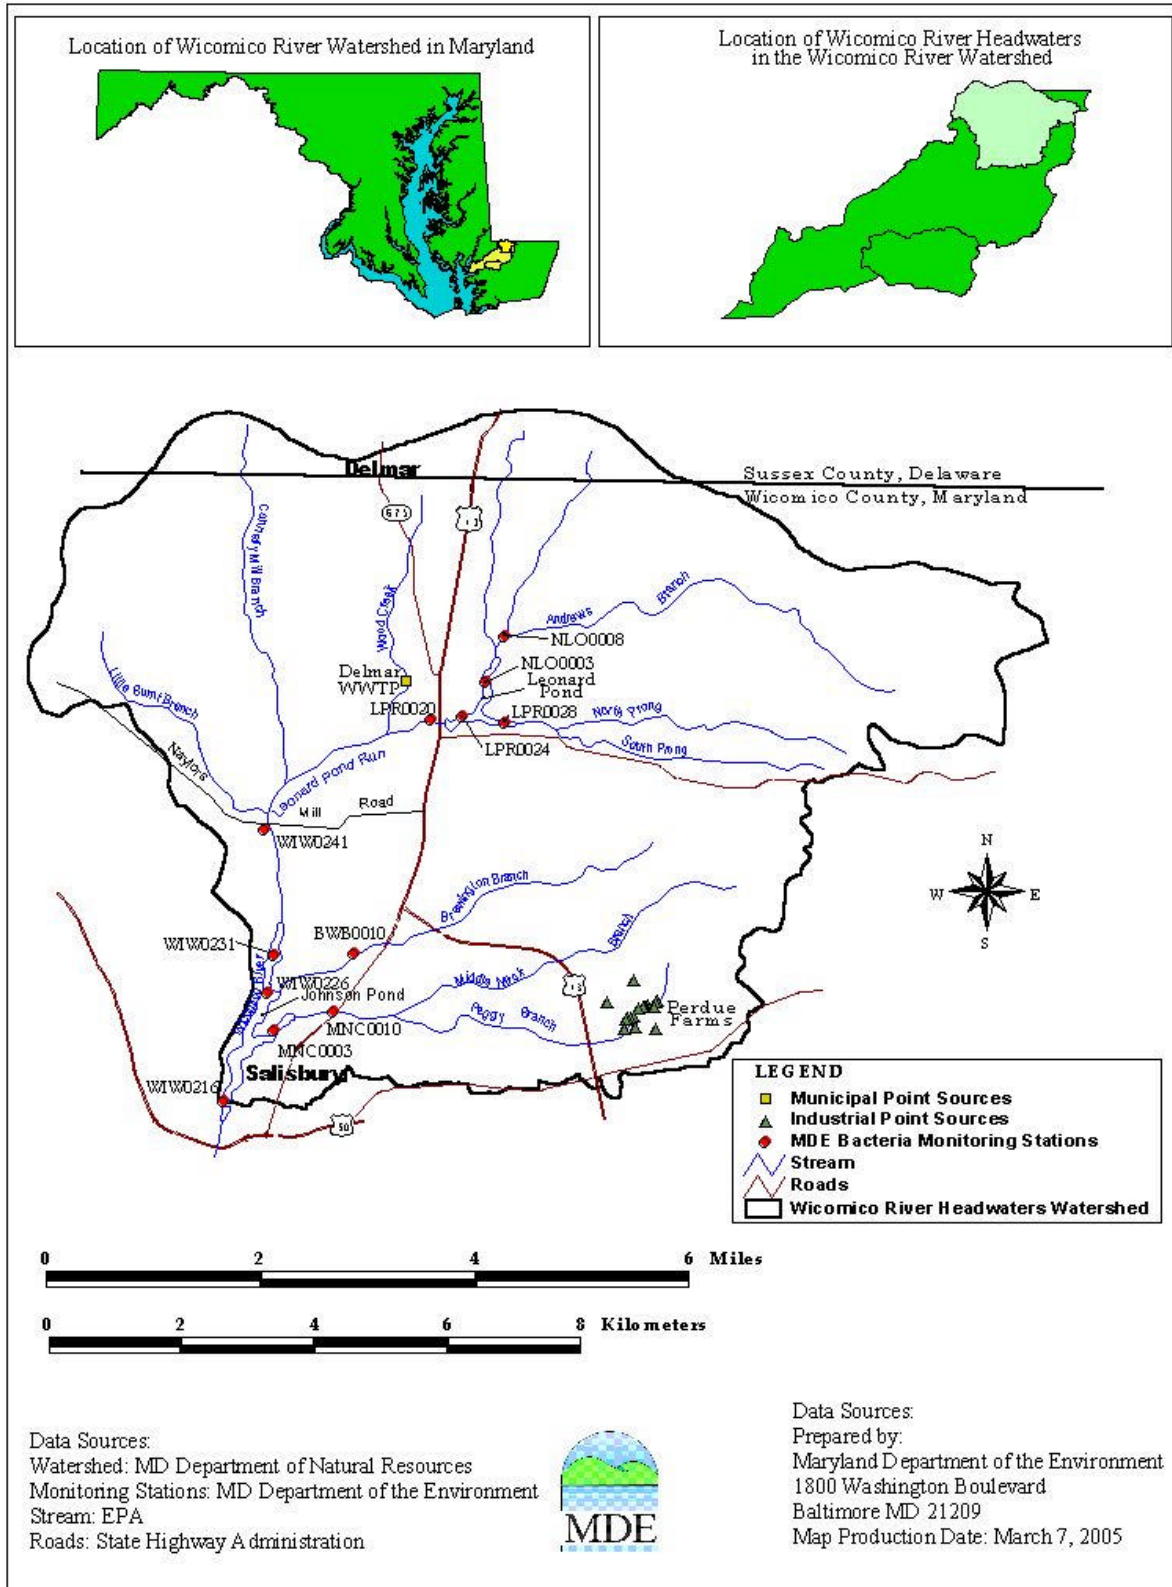 Location of Wicomico River Watershed in Maryland
Location of Wicomico River Headwaters
in the Wicomico River Watershed
Delmar
Sussex County, Delaware
Wicomico County, Maryland
675
13
Connelly Mill Branch
Wood Creek
Andrews
Branch
NLO0008
NLO0003
Leonard
Pond
Delmar
WWTP
LPR0020
LPR0028
LPR0024
North Prong
South Prong
Little Burnt Branch
Naylors
Mill
Road
Leonard Pond Run
WIW0241
Brewington Branch
BWB0010
WIW0231
WIW0226
Johnson Pond
Middle Neck
Branch
Peggy
Branch
13
Perdue
Farms
MNC0010
MNC0003
Salisbury
WIW0216
50
N
W
E
S
LEGEND
Municipal Point Sources
Industrial Point Sources
MDE Bacteria Monitoring Stations
Stream
Roads
Wicomico River Headwaters Watershed
0 2 4 6 Miles
0 2 4 6 8 Kilometers
Data Sources:
Watershed: MD Department of Natural Resources
Monitoring Stations: MD Department of the Environment
Stream: EPA
Roads: State Highway Administration
MDE
Data Sources:
Prepared by:
Maryland Department of the Environment
1800 Washington Boulevard
Baltimore MD 21209
Map Production Date: March 7, 2005